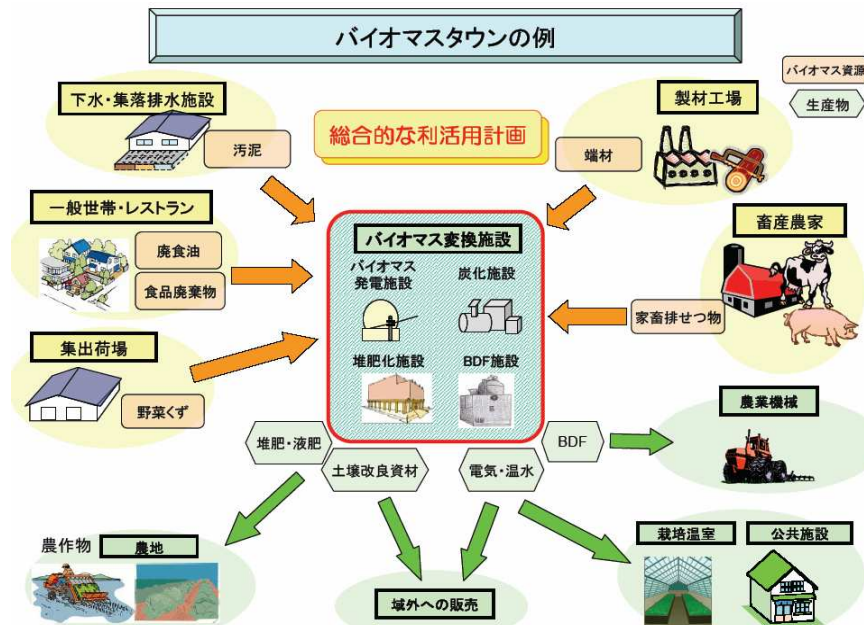 バイオマスタウンの例
バイオマス資源
生産物
下水・集落排水施設
汚泥
総合的な利活用計画
製材工場
端材
一般世帯・レストラン
廃食油
食品廃棄物
バイオマス変換施設
バイオマス
発電施設
炭化施設
堆肥化施設
BDF施設
畜産農家
家畜排せつ物
集出荷場
野菜くず
堆肥・液肥
土壌改良資材
電気・温水
BDF
農業機械
農作物
農地
域外への販売
栽培温室
公共施設